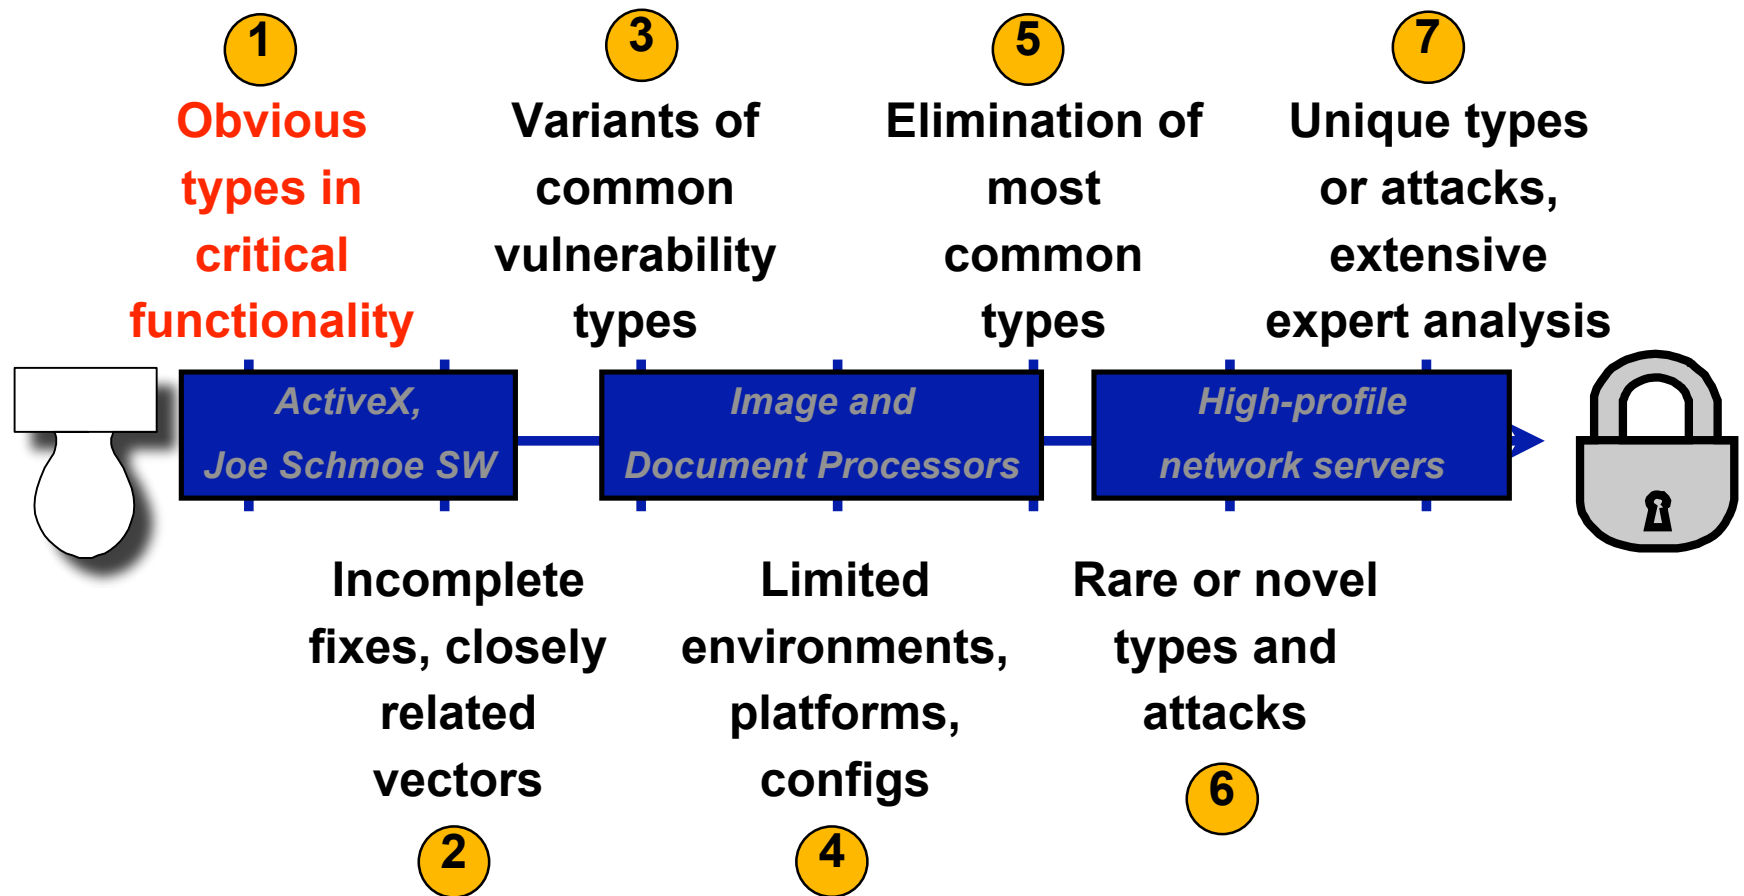 1
Obvious
types in
critical
functionality
3
Variants of
common
vulnerability
types
5
Elimination of
most
common
types
7
Unique types
or attacks,
extensive
expert analysis
ActiveX,
Joe Schmoe SW
Image and
Document Processors
High-profile
network servers
Incomplete
fixes, closely
related
vectors
2
Limited
environments,
platforms,
configs
4
Rare or novel
types and
attacks
6